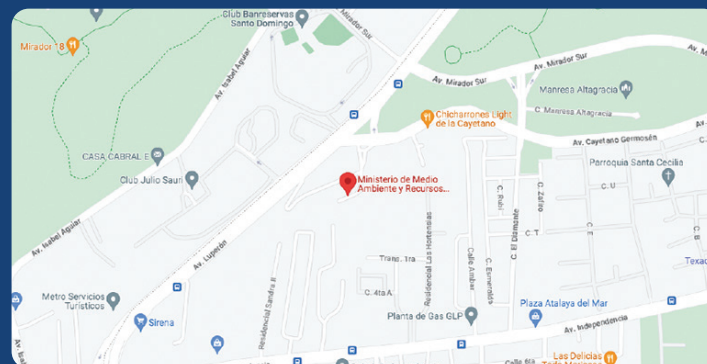 Club Banreservas
Santo Domingo
Mirador Sur
Mirador 18
Av. Isabel Aguiar
Av. Mirador Sur
Av. Mirador Sur
Manresa Altagracia
C. Manresa Altagracia
Chicharrones Light
de la Cayetano
Av. Cayetano Germosén
CASA CABRAL E
Parroquia Santa Cecilia
Club Julio Sauri
Ministerio de Medio
Ambiente y Recursos...
C. U
C. Zafiro
C. Rubí
C. E
C. T
C. B
C. El Diamante
Residencial Las Hortensias
Av. Isabel Aguiar
Av. Luperón
Trans. 1ra
Calle Ambar
C. Esmeralda
Texac
C. 4ta A
Residencial Sandra II
Metro Servicios
Turísticos
Sirena
Planta de Gas GLP
Plaza Atalaya del Mar
Av. Independencia
Calle 6ta
Las Delicias